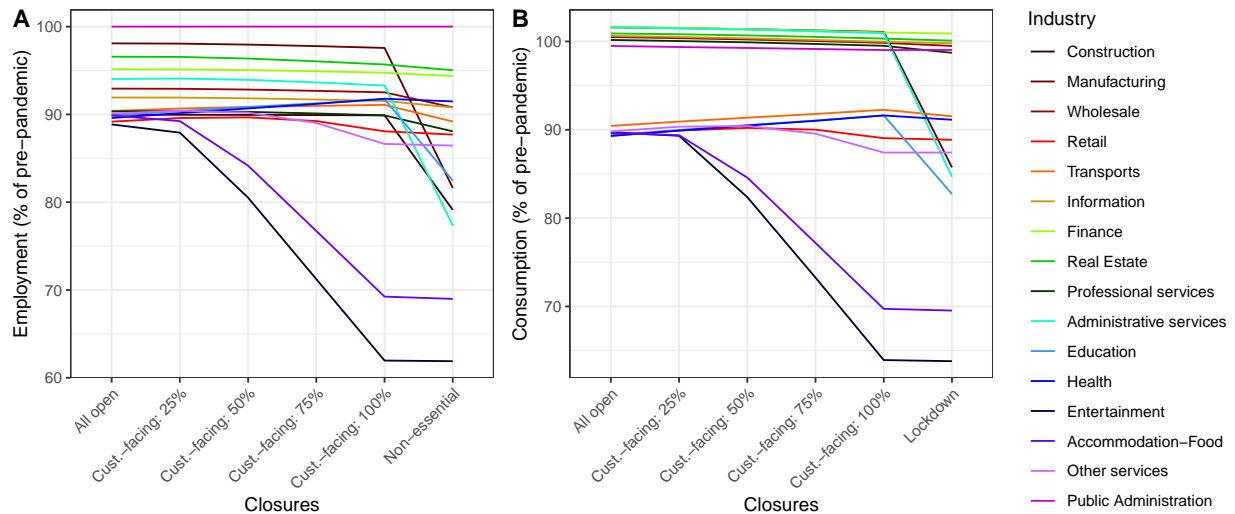 A
Employment (% of pre−pandemic)
100
90
80
70
60
All open
Cust.−facing: 25%
Cust.−facing: 50%
Cust.−facing: 75%
Cust.−facing: 100%
Non−essential
Closures
B
Consumption (% of pre−pandemic)
100
90
80
70
All open
Cust.−facing: 25%
Cust.−facing: 50%
Cust.−facing: 75%
Cust.−facing: 100%
Lockdown
Closures
Industry
Construction
Manufacturing
Wholesale
Retail
Transports
Information
Finance
Real Estate
Professional services
Administrative services
Education
Health
Entertainment
Accommodation−Food
Other services
Public Administration